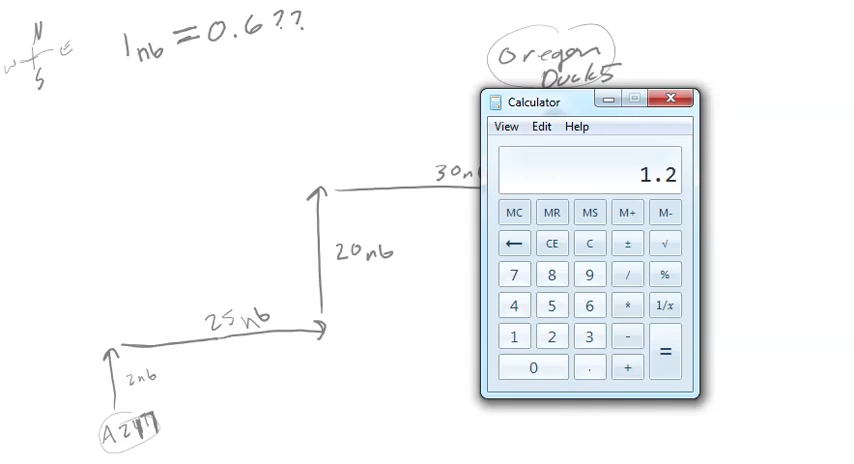 N
W E
S
1nb = 0.6??
Oregon
Ducks
Calculator
View Edit Help
1.2
MC MR MS M+ M-
← CE C ± √
7 8 9 / %
4 5 6 * 1/x
1 2 3 - =
0 . +
30n
20nb
25nb
2nb